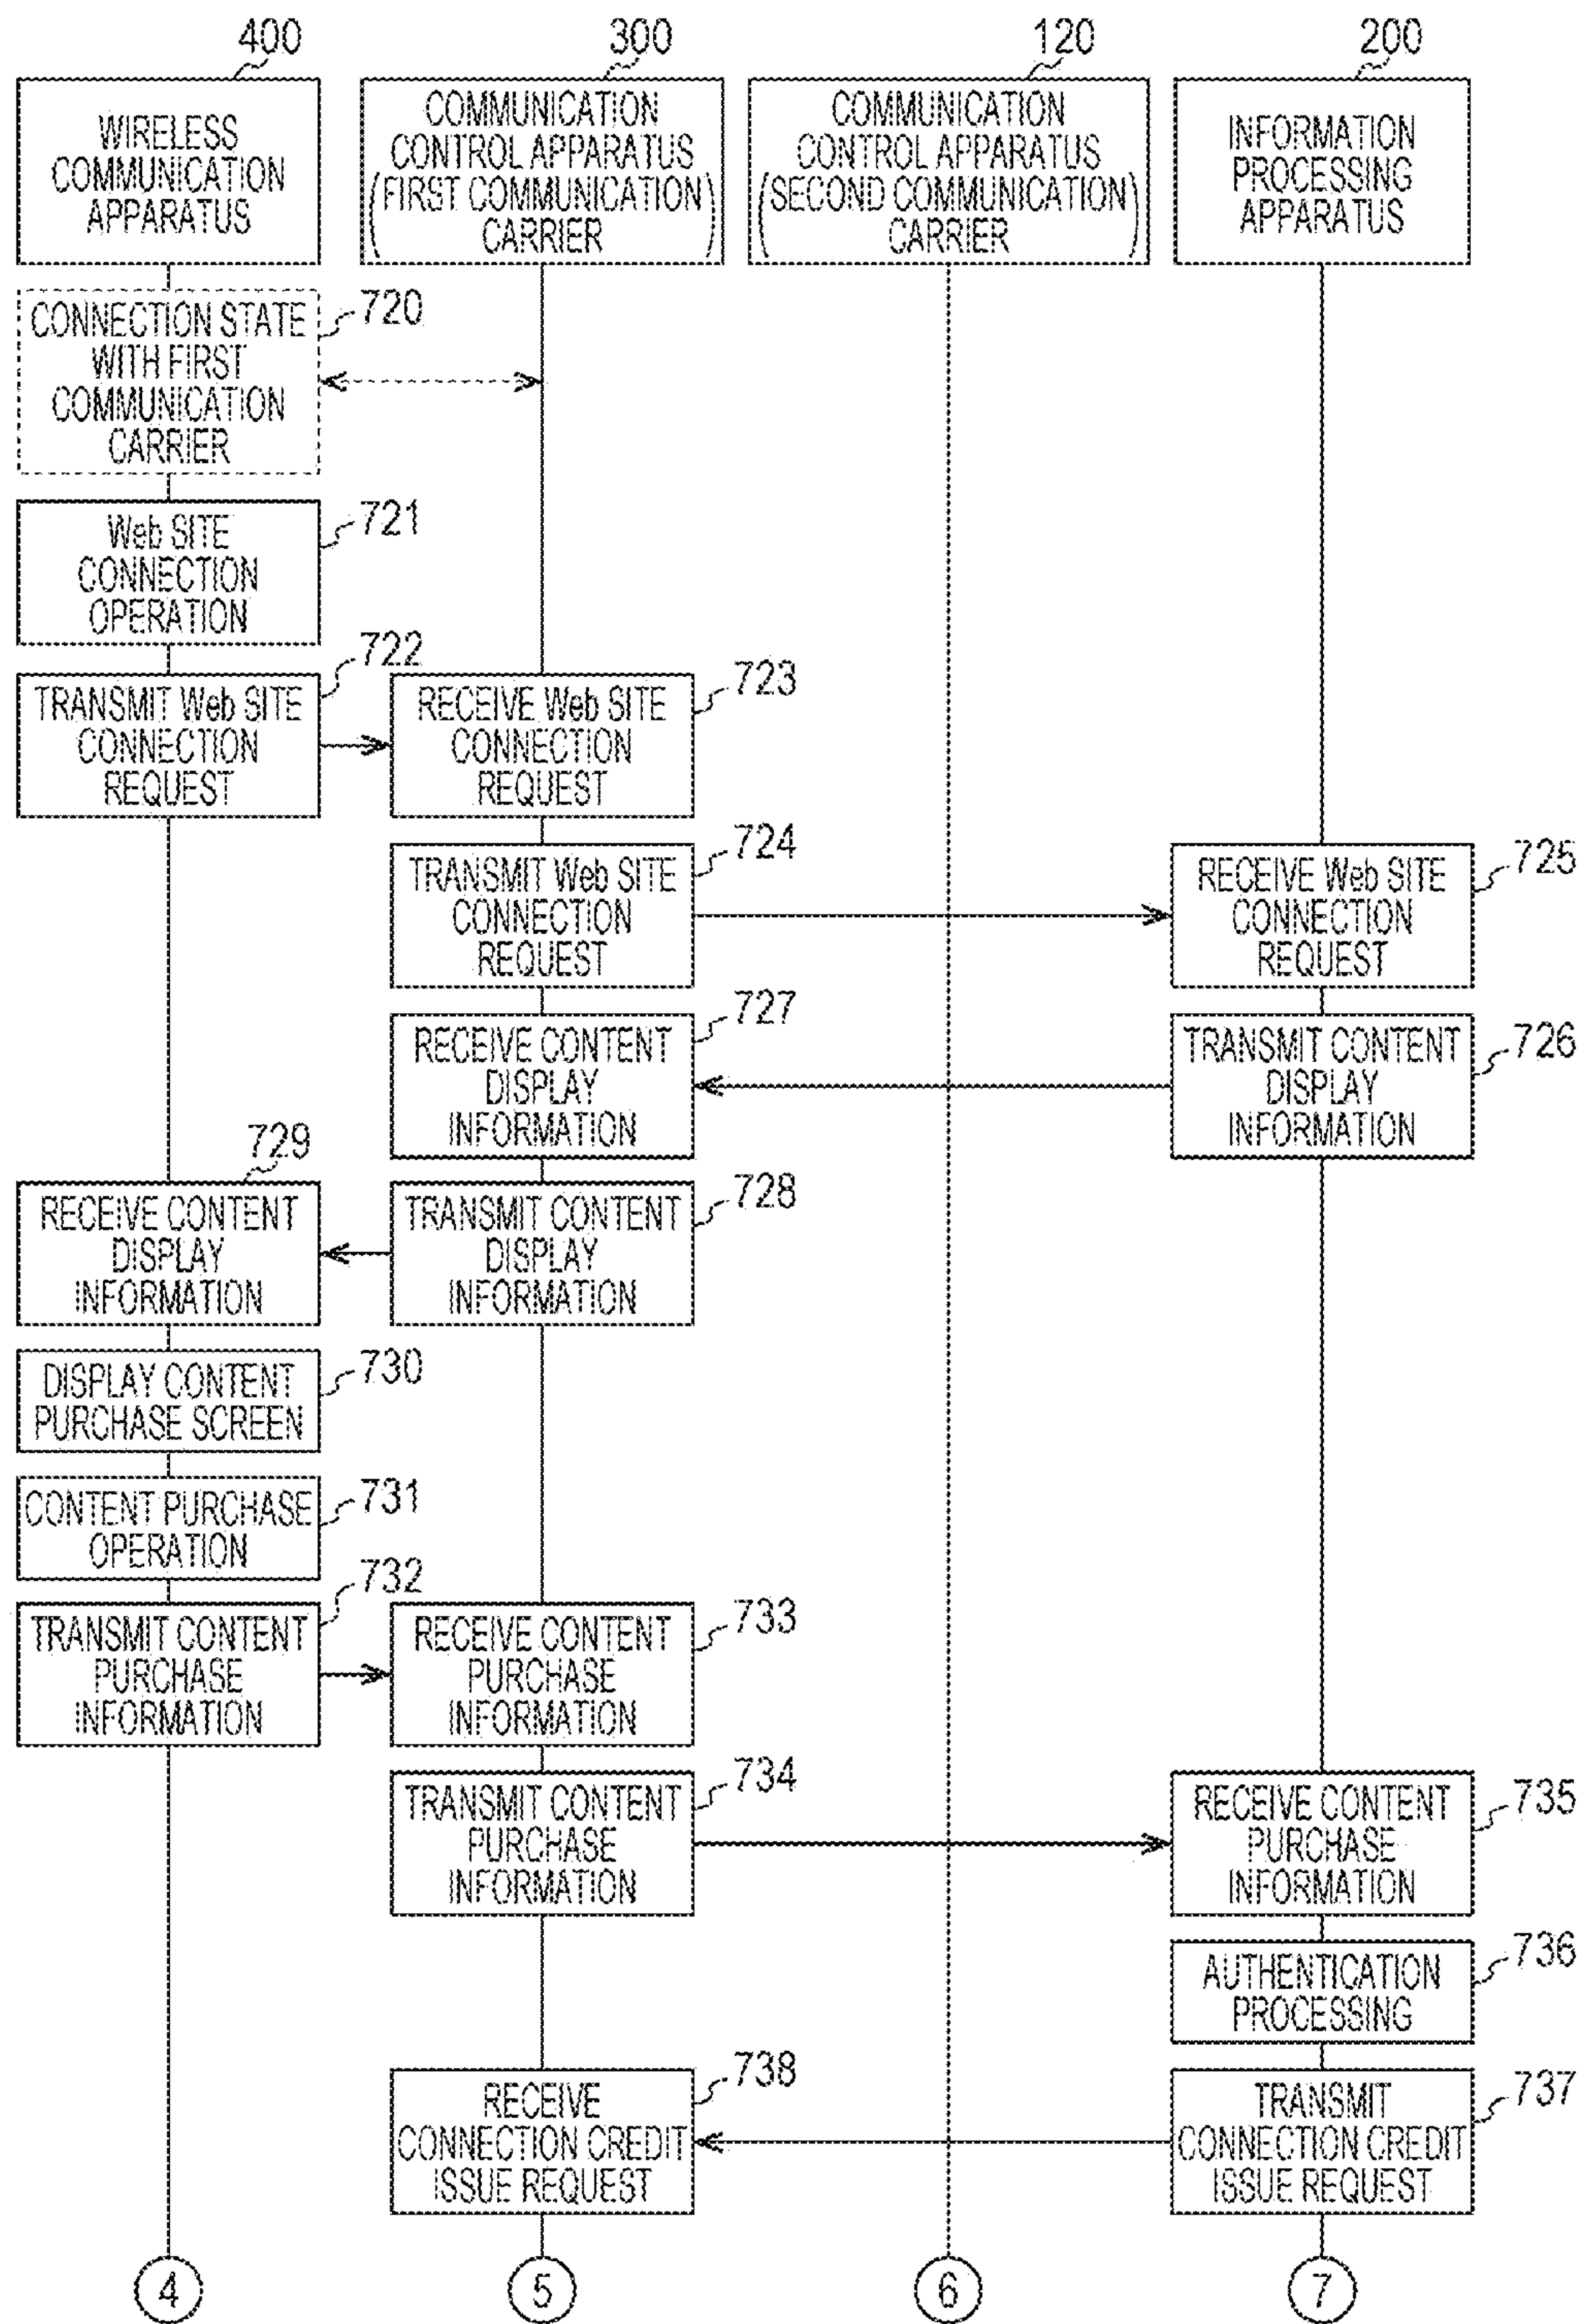 400
300
120
200
WIRELESS
COMMUNICATION
APPARATUS
COMMUNICATION
CONTROL APPARATUS
(FIRST COMMUNICATION
CARRIER)
COMMUNICATION
CONTROL APPARATUS
(SECOND COMMUNICATION
CARRIER)
INFORMATION
PROCESSING
APPARATUS
720
CONNECTION STATE
WITH FIRST
COMMUNICATION
CARRIER
721
Web SITE
CONNECTION
OPERATION
722
TRANSMIT Web SITE
CONNECTION
REQUEST
723
RECEIVE Web SITE
CONNECTION
REQUEST
724
TRANSMIT Web SITE
CONNECTION
REQUEST
725
RECEIVE Web SITE
CONNECTION
REQUEST
727
RECEIVE CONTENT
DISPLAY
INFORMATION
726
TRANSMIT CONTENT
DISPLAY
INFORMATION
729
RECEIVE CONTENT
DISPLAY
INFORMATION
728
TRANSMIT CONTENT
DISPLAY
INFORMATION
730
DISPLAY CONTENT
PURCHASE SCREEN
731
CONTENT PURCHASE
OPERATION
732
TRANSMIT CONTENT
PURCHASE
INFORMATION
733
RECEIVE CONTENT
PURCHASE
INFORMATION
734
TRANSMIT CONTENT
PURCHASE
INFORMATION
735
RECEIVE CONTENT
PURCHASE
INFORMATION
736
AUTHENTICATION
PROCESSING
738
RECEIVE
CONNECTION CREDIT
ISSUE REQUEST
737
TRANSMIT
CONNECTION CREDIT
ISSUE REQUEST
4
5
6
7